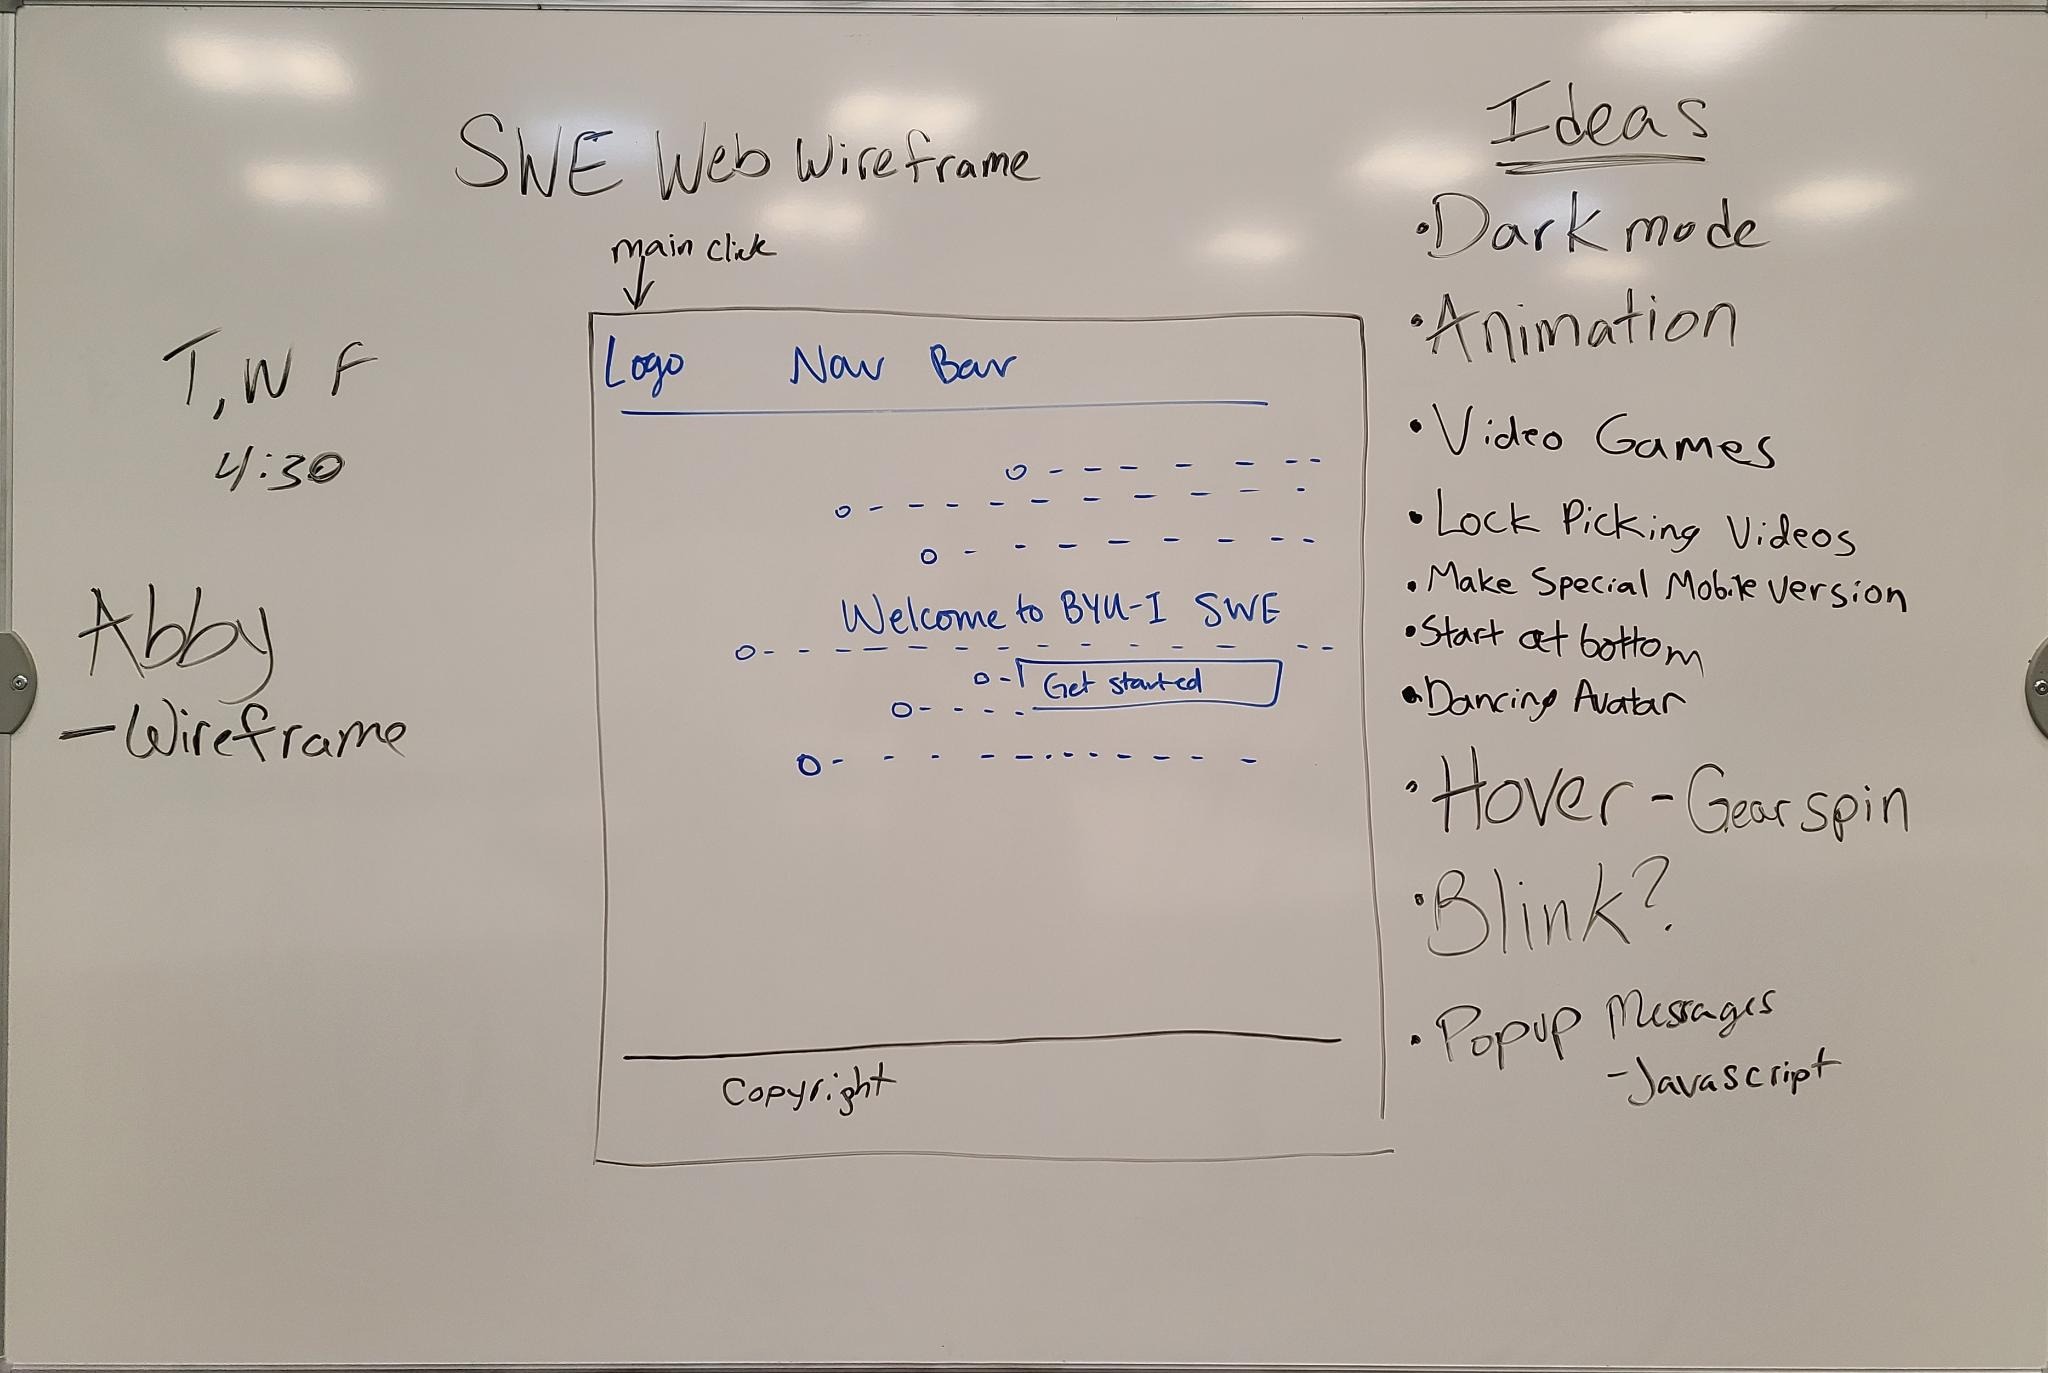 SWE Web Wireframe
main click
T, W F
4:30
Abby
- Wireframe
Logo Nav Bar
Welcome to BYU-I SWE
Get started
Copyright
Ideas
• Dark mode
• Animation
• Video Games
• Lock Picking Videos
• Make Special Mobile Version
• Start at bottom
• Dancing Avatar
• Hover - Gear spin
• Blink?
• Popup Messages
- Javascript